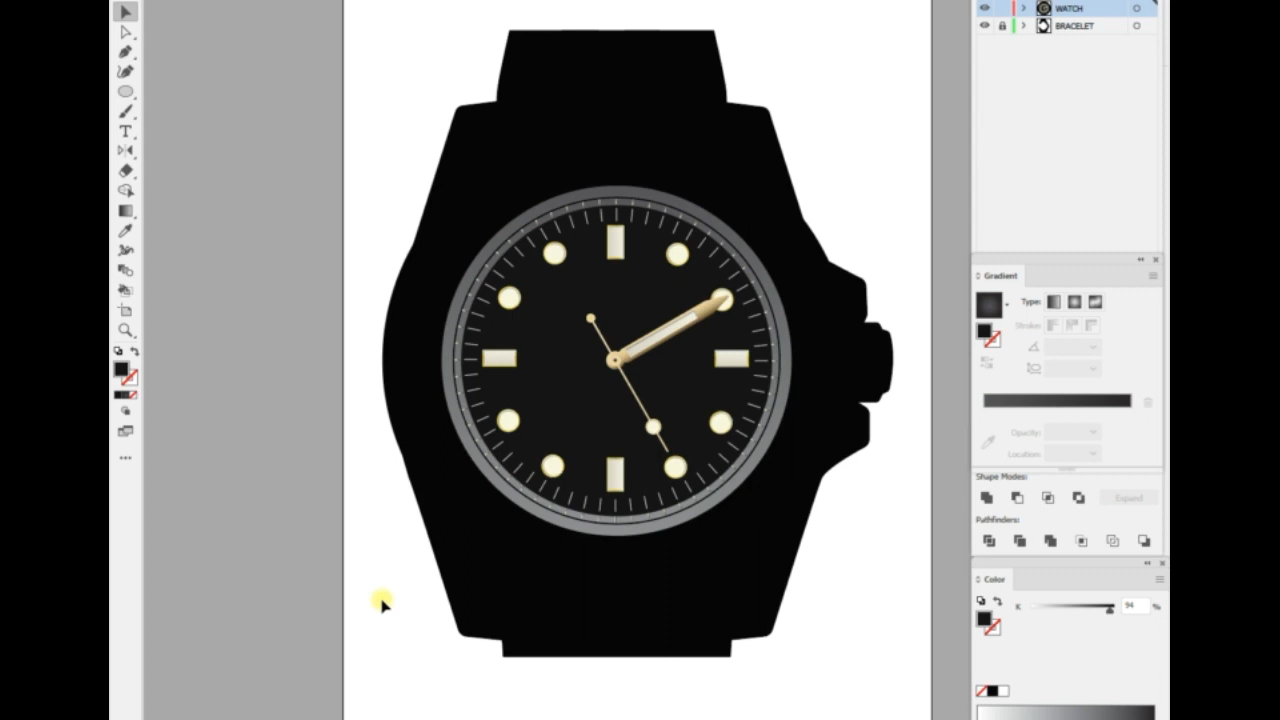 WATCH
BRACELET
Gradient
Type:
Stroke:
Opacity:
Location:
Shape Modes:
Expand
Pathfinders:
Color
K 94 %